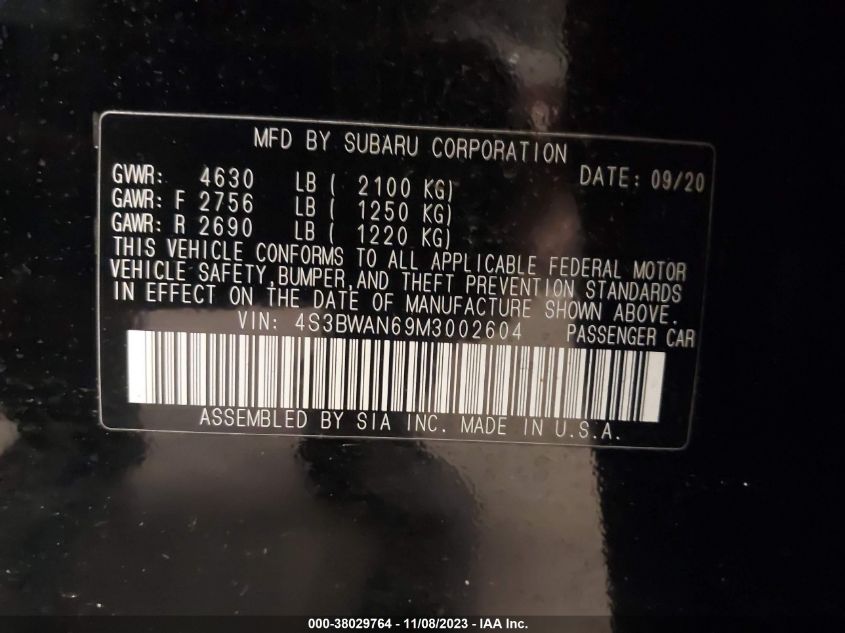 MFD BY SUBARU CORPORATION
DATE: 09/20
GVWR: 4630 LB ( 2100 KG)
GAWR: F 2756 LB ( 1250 KG)
GAWR: R 2690 LB ( 1220 KG)
THIS VEHICLE CONFORMS TO ALL APPLICABLE FEDERAL MOTOR
VEHICLE SAFETY,BUMPER,AND THEFT PREVENTION STANDARDS
IN EFFECT ON THE DATE OF MANUFACTURE SHOWN ABOVE.
VIN: 4S3BWAN69M3002604 PASSENGER CAR
ASSEMBLED BY SIA INC. MADE IN U.S.A.
000-38029764 - 11/08/2023 - IAA Inc.